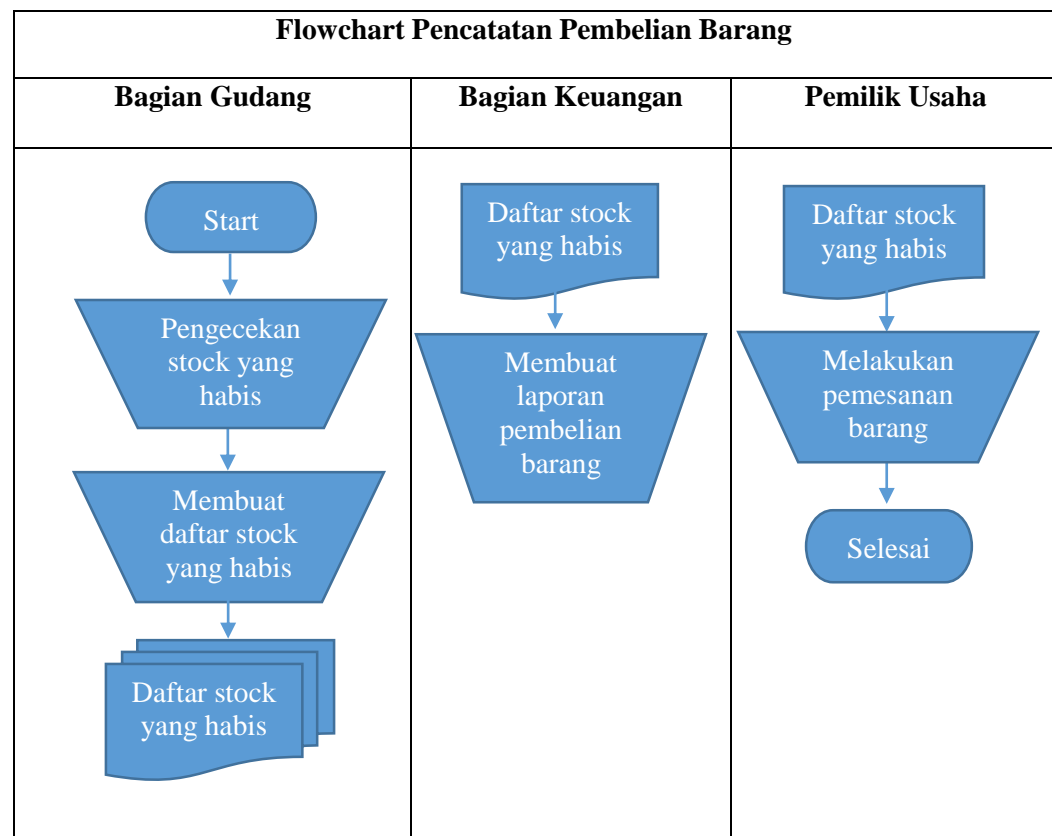 Flowchart Pencatatan Pembelian Barang
Bagian Gudang
Bagian Keuangan
Pemilik Usaha
Start
Pengecekan
stock yang
habis
Membuat
daftar stock
yang habis
Daftar stock
yang habis
Daftar stock
yang habis
Membuat
laporan
pembelian
barang
Daftar stock
yang habis
Melakukan
pemesanan
barang
Selesai